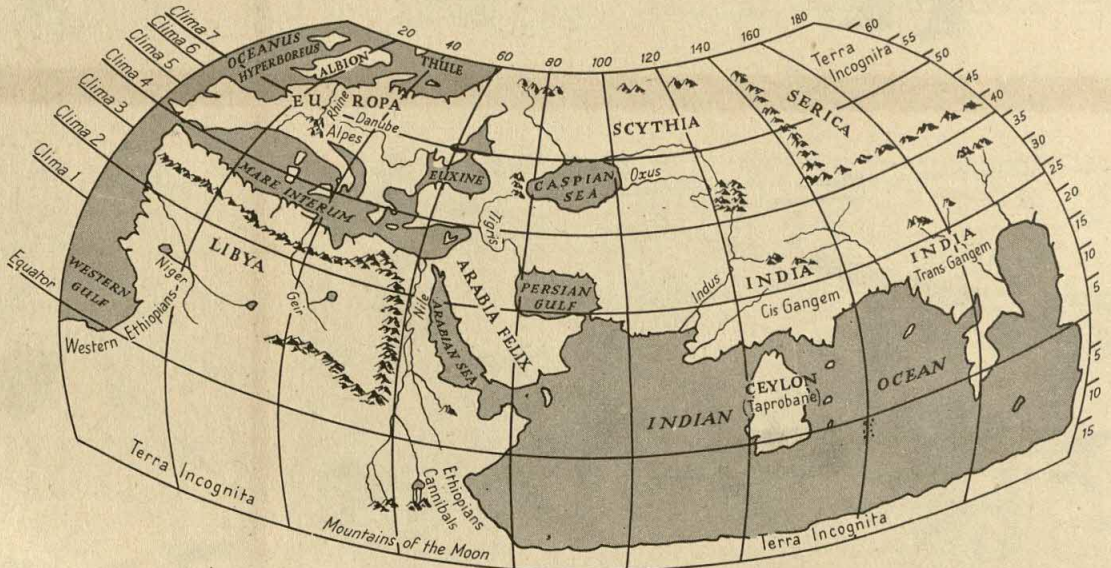 Clima 7
Clima 6
Clima 5
Clima 4
Clima 3
Clima 2
Clima 1
Equator
20
40
60
80
100
120
140
160
180
60
55
50
45
40
35
30
25
20
15
10
5
5
10
15
OCEANUS
HYPERBOREUS
ALBION
THULE
Terra
Incognita
EUROPA
Rhine
Danube
Alpes
SCYTHIA
SERICA
MARE INTERUM
EUXINE
CASPIAN
SEA
Oxus
Tigris
LIBYA
WESTERN
GULF
Niger
Geir
Nile
ARABIAN SEA
ARABIA FELIX
PERSIAN
GULF
Indus
INDIA
Cis Gangem
INDIA
Trans Gangem
Western Ethiopians
CEYLON
(Taprobane)
INDIAN OCEAN
Ethiopians
Cannibals
Terra Incognita
Mountains of the Moon
Terra Incognita